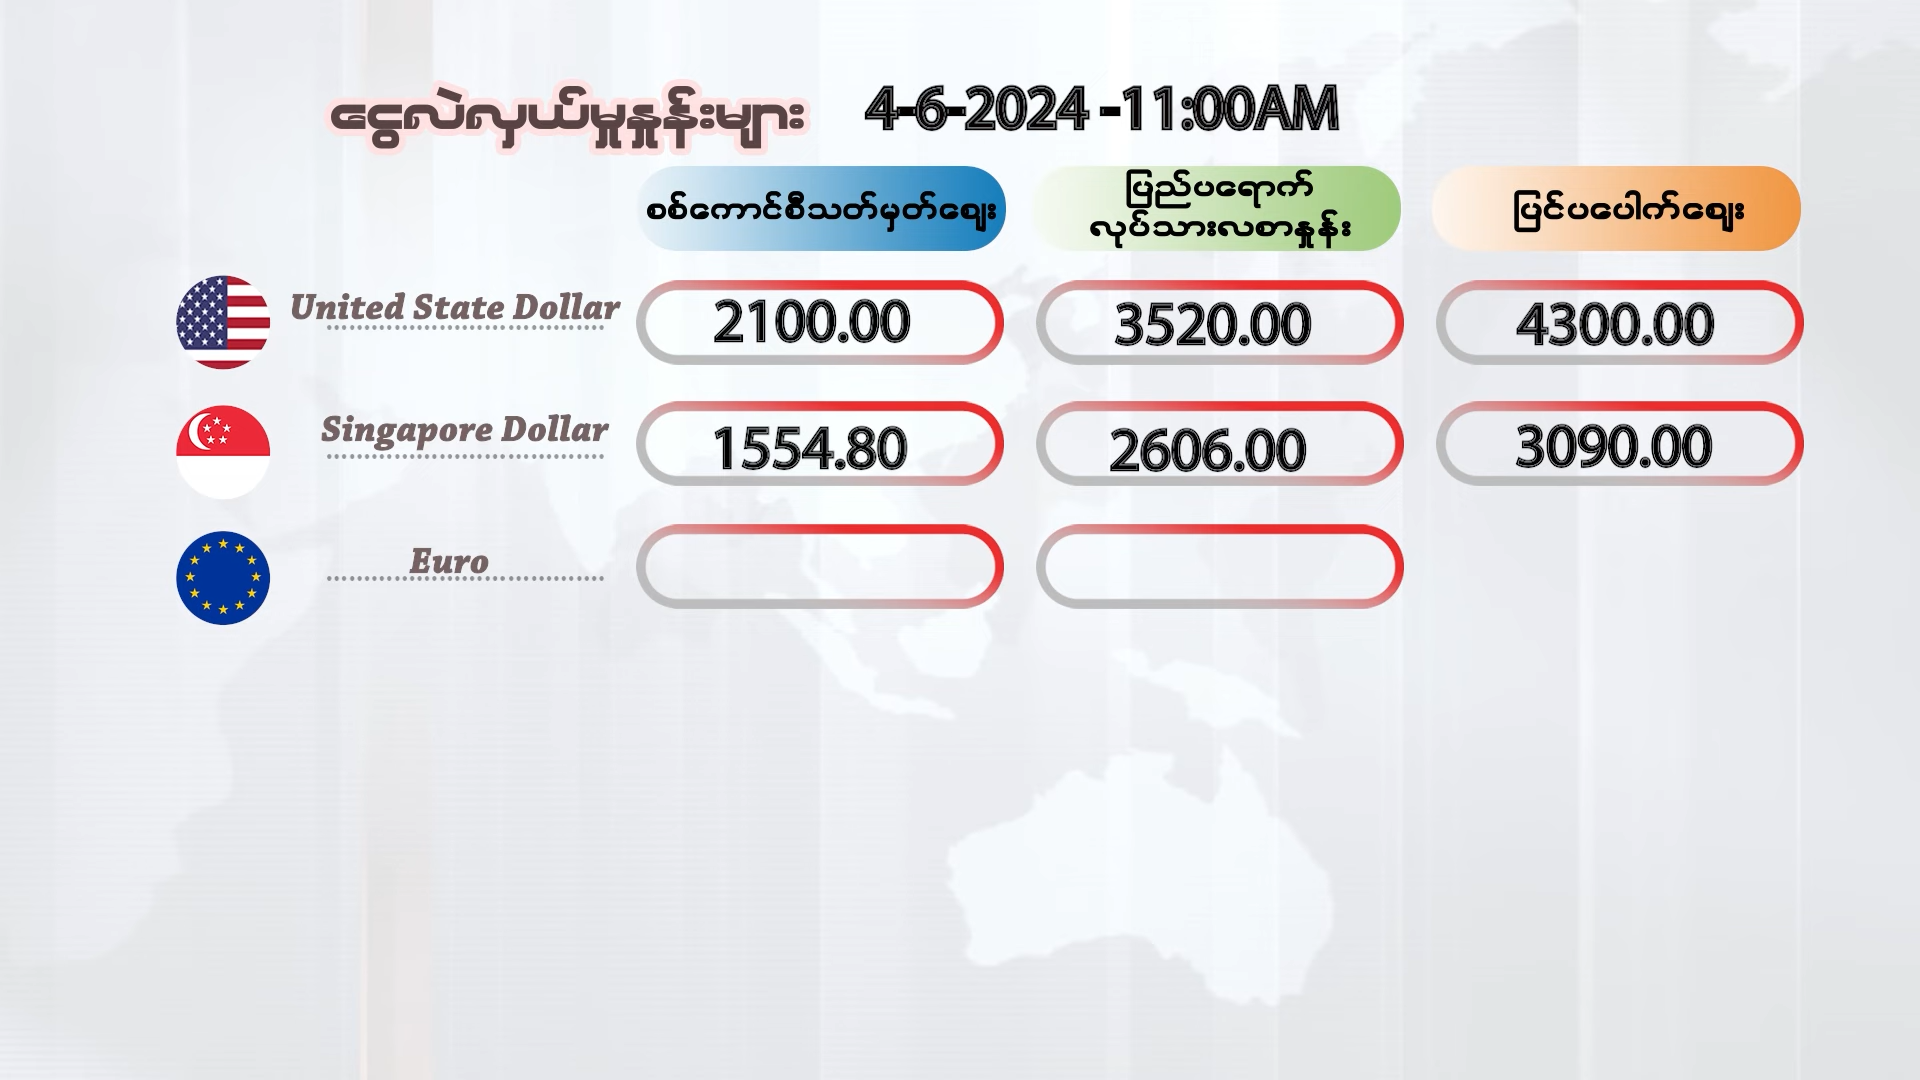 ငွေလဲလှယ်မှုနှုန်းများ 4-6-2024 -11:00AM
စစ်ကောင်စီသတ်မှတ်ဈေး
ပြည်ပရောက်
လုပ်သားလစာနှုန်း
ပြင်ပပေါက်ဈေး
United State Dollar 2100.00 3520.00 4300.00
Singapore Dollar 1554.80 2606.00 3090.00
Euro